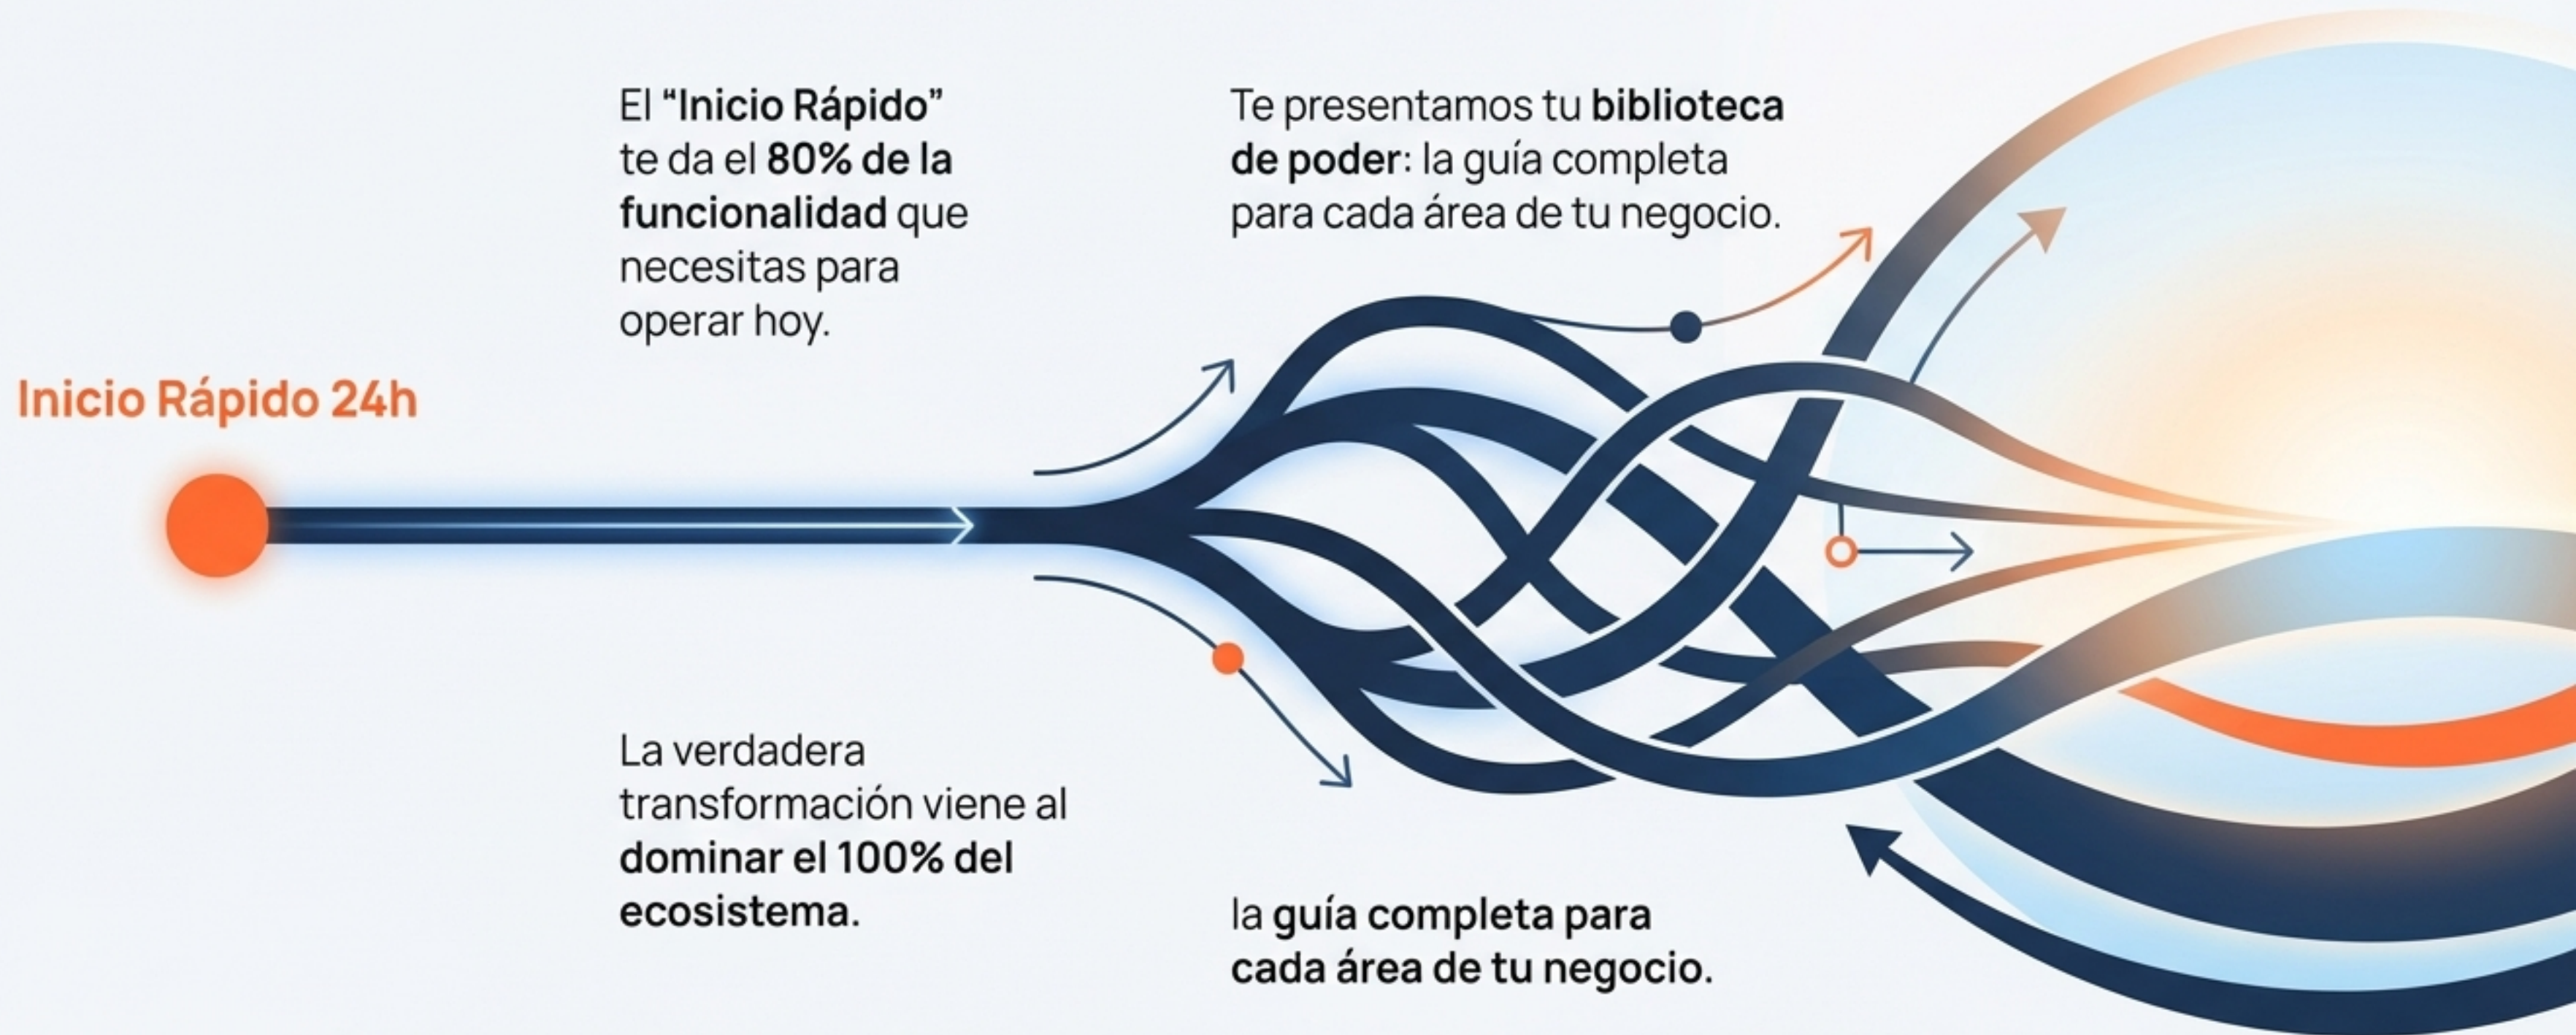 Inicio Rápido 24h
El “Inicio Rápido”
te da el 80% de la
funcionalidad que
necesitas para
operar hoy.
La verdadera
transformación viene al
dominar el 100% del
ecosistema.
Te presentamos tu biblioteca
de poder: la guía completa
para cada área de tu negocio.
la guía completa para
cada área de tu negocio.